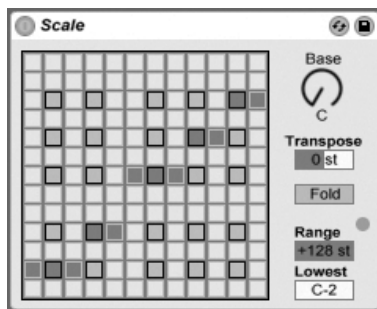 Scale
Base
C
Transpose
0 st
Fold
Range
+128 st
Lowest
C-2